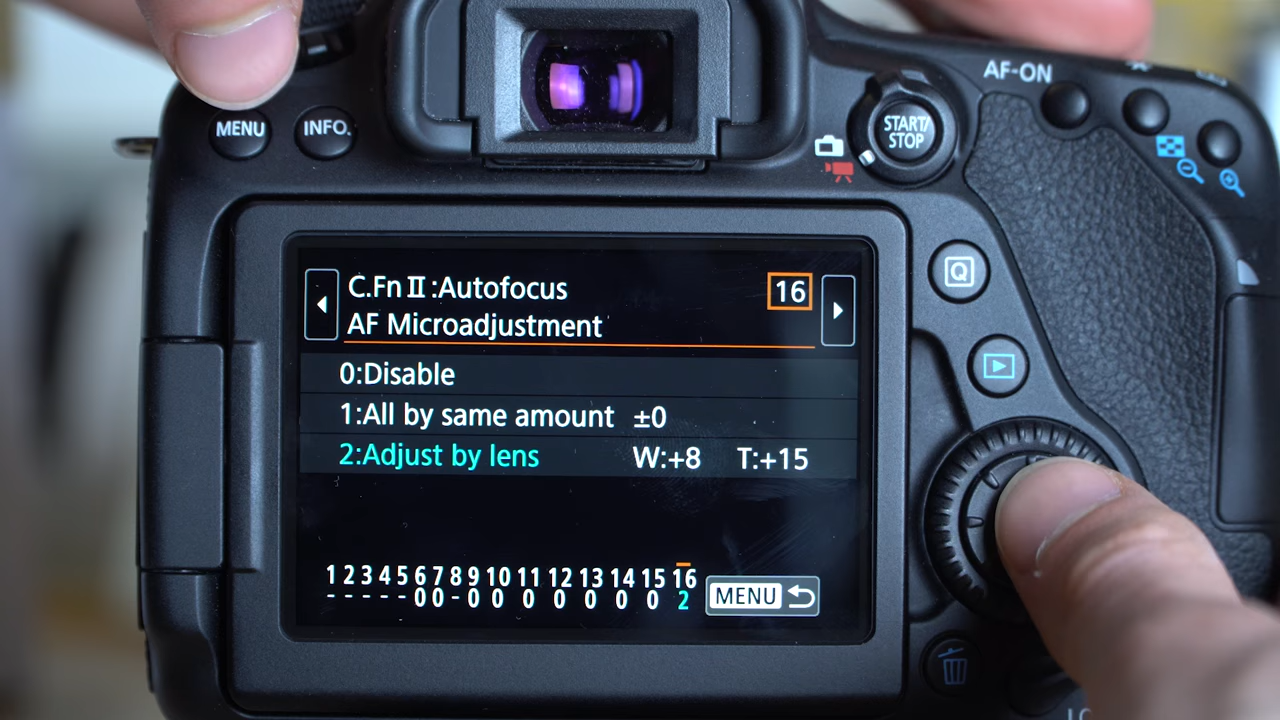 AF-ON
MENU
INFO.
START/
STOP
Q
C.Fn II :Autofocus
16
AF Microadjustment
0:Disable
1:All by same amount ±0
2:Adjust by lens W:+8 T:+15
1 2 3 4 5 6 7 8 9 10 11 12 13 14 15 16
- - - - - 0 0 - 0 0 0 0 0 0 0 2
MENU